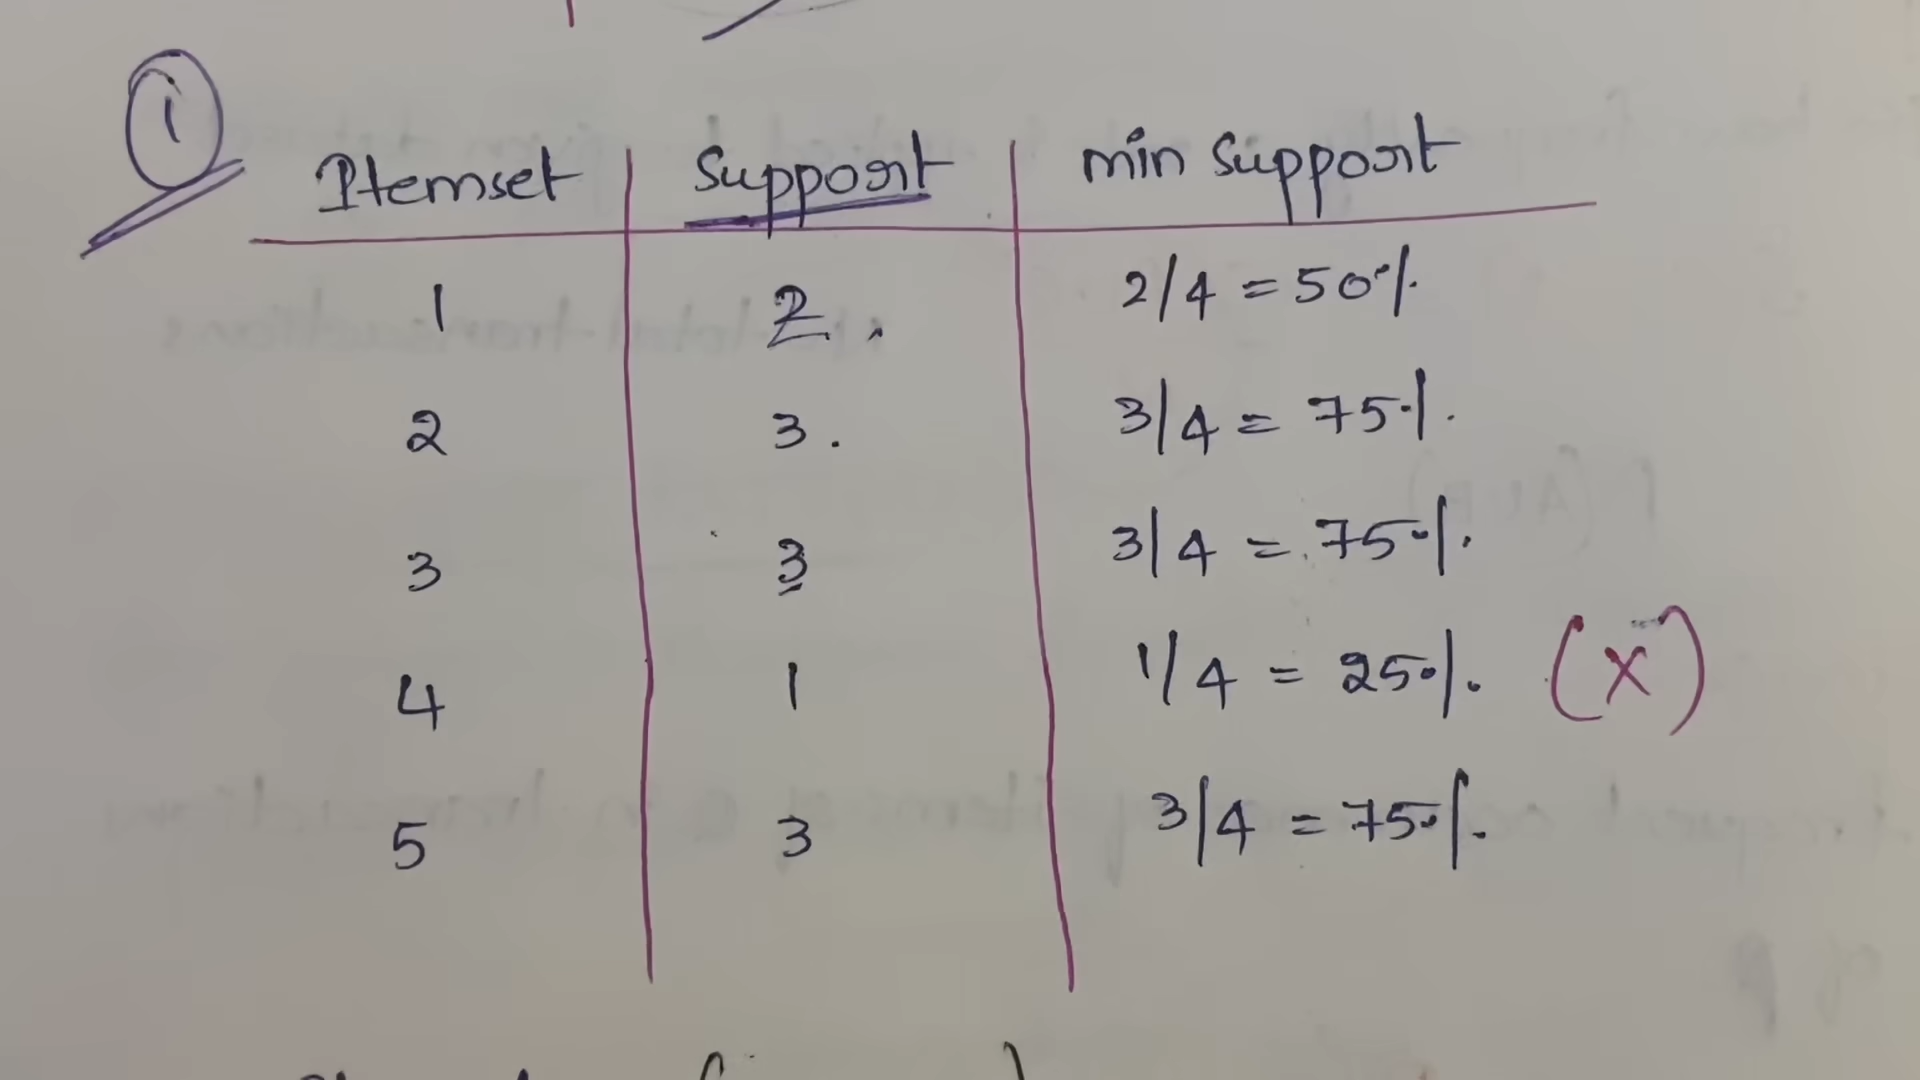 1
Itemset support min support
1 2 2/4 = 50%
2 3 3/4 = 75%
3 3 3/4 = 75%
4 1 1/4 = 25% (x)
5 3 3/4 = 75%